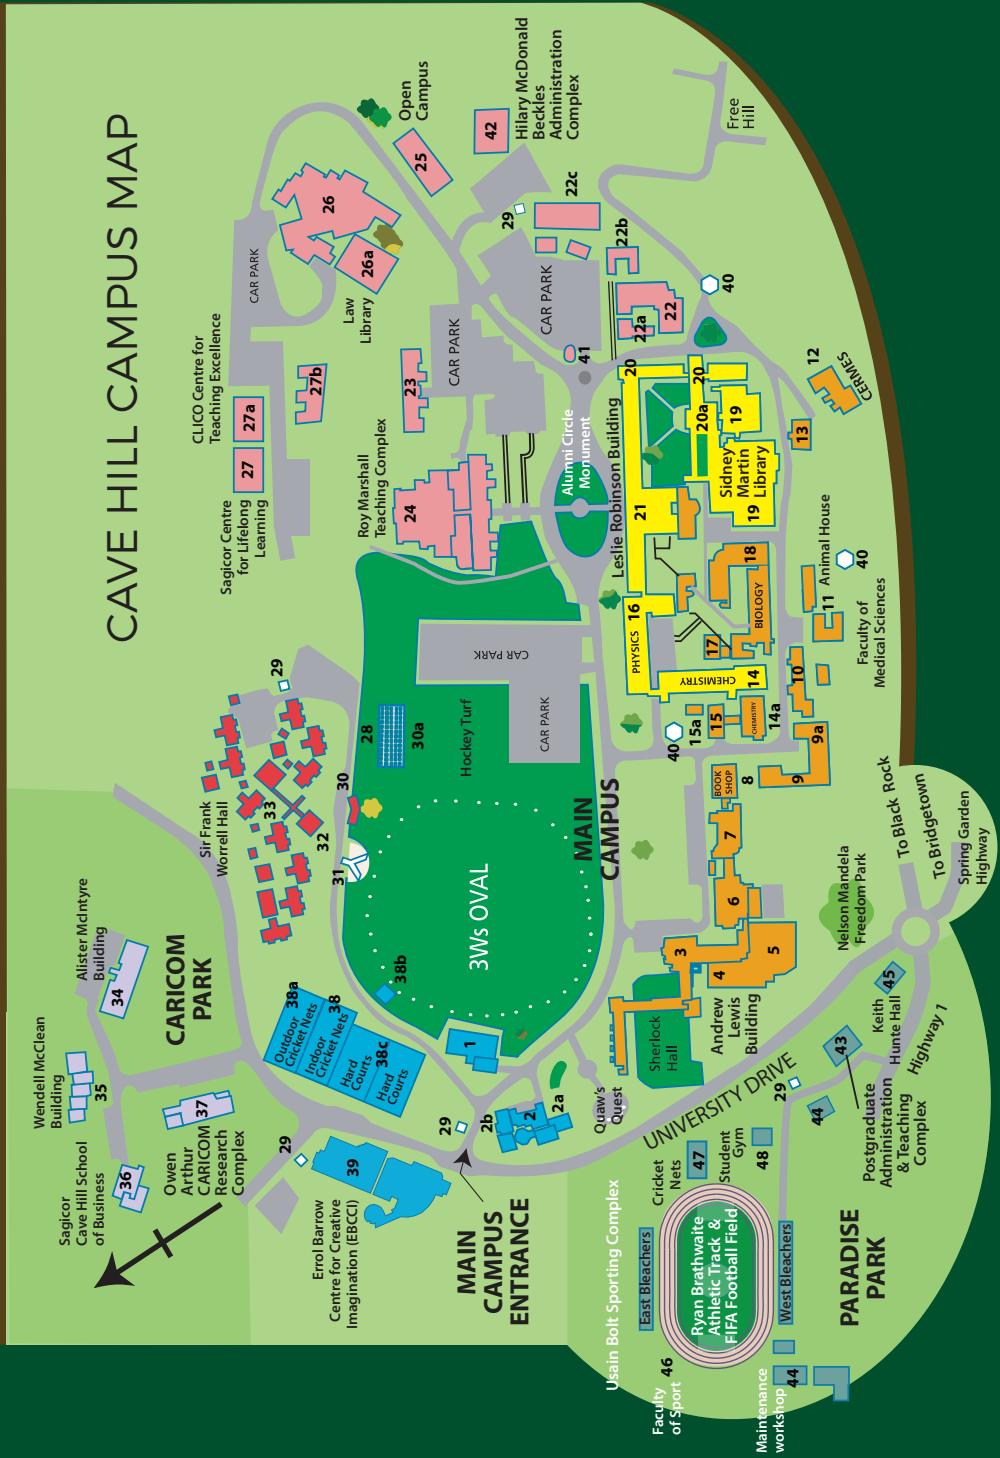 CAVE HILL CAMPUS MAP
Sagicor
Cave Hill School
of Business
36
Wendell McClean
Building
35
Alister McIntyre
Building
34
CARICOM
PARK
37
Owen
Arthur
CARICOM
Research
Complex
29
Errol Barrow
Centre for Creative
Imagination (EBCCI)
39
38a
Outdoor
Cricket Nets
38
Indoor
Cricket Nets
Hard
Courts
38c
Hard
Courts
38b
Sir Frank
Worrell Hall
33
32
29
31
30
28
30a
Hockey Turf
3Ws OVAL
CAR PARK
CAR PARK
Sagicor Centre
for Lifelong
Learning
27
CLICO Centre for
Teaching Excellence
27a
27b
CAR PARK
26
26a
Law
Library
Open
Campus
25
42
Hilary McDonald
Beckles
Administration
Complex
29
22c
22b
CAR PARK
CAR PARK
23
Roy Marshall
Teaching Complex
24
Alumni Circle
Monument
41
22a
22
40
Free
Hill
20
20
20a
19
Sidney
Martin
Library
19
Leslie Robinson Building
21
12
CERMES
13
16
PHYSICS
18
BIOLOGY
17
CHEMISTRY
14
Animal House
11
40
Faculty of
Medical Sciences
10
40
15a
15
CHEMISTRY
14a
9a
9
8
BOOK
SHOP
7
6
5
4
3
MAIN
CAMPUS
Andrew
Lewis
Building
Sherlock
Hall
Quaw's
Quest
1
2
2a
2b
29
MAIN
CAMPUS
ENTRANCE
UNIVERSITY DRIVE
Nelson Mandela
Freedom Park
To Black Rock
To Bridgetown
Spring Garden
Highway
Highway 1
45
Keith
Hunte Hall
43
Postgraduate
Administration
& Teaching
Complex
29
44
Student
Gym
48
Cricket
Nets
47
Usain Bolt Sporting Complex
East Bleachers
Ryan Brathwaite
Athletic Track &
FIFA Football Field
West Bleachers
PARADISE
PARK
46
Faculty
of Sport
Maintenance
workshop
44